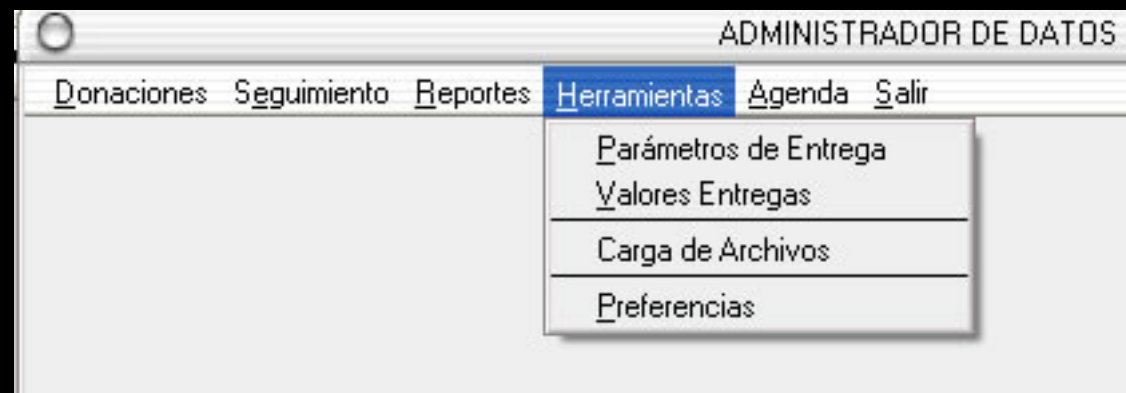 ADMINISTRADOR DE DATOS
Donaciones Seguimiento Reportes Herramientas Agenda Salir
Parámetros de Entrega
Valores Entregas
Carga de Archivos
Preferencias